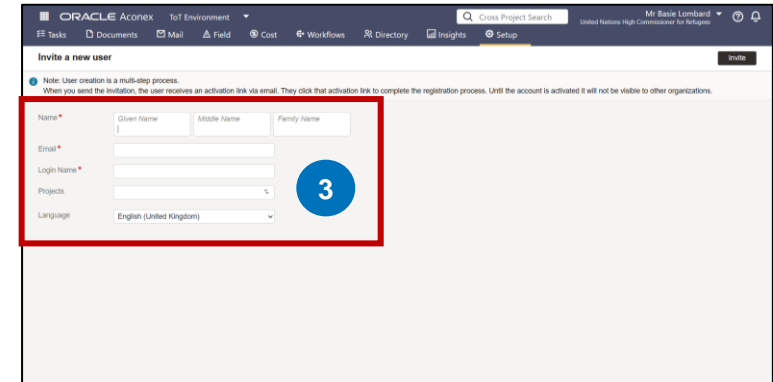 ORACLE Aconex ToT Environment Cross Project Search Mr Basie Lombard
United Nations High Commissioner for Refugees
Tasks Documents Mail Field Cost Workflows Directory Insights Setup
Invite a new user Invite
Note: User creation is a multi-step process.
When you send the invitation, the user receives an activation link via email. They click that activation link to complete the registration process. Until the account is activated it will not be visible to other organizations.
Name * Given Name Middle Name Family Name
Email *
Login Name *
Projects
Language English (United Kingdom)
3